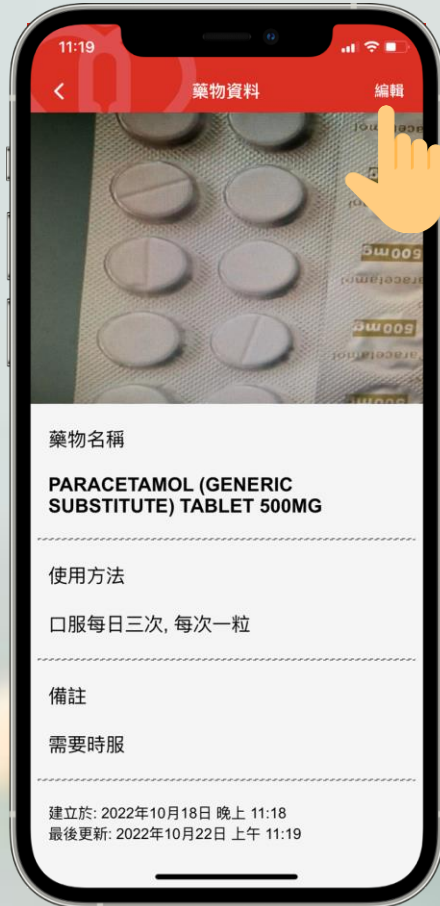 11:19
藥物資料
編輯
500mg
500mg
藥物名稱
PARACETAMOL (GENERIC
SUBSTITUTE) TABLET 500MG
使用方法
口服每日三次, 每次一粒
備註
需要時服
建立於: 2022年10月18日 晚上 11:18
最後更新: 2022年10月22日 上午 11:19